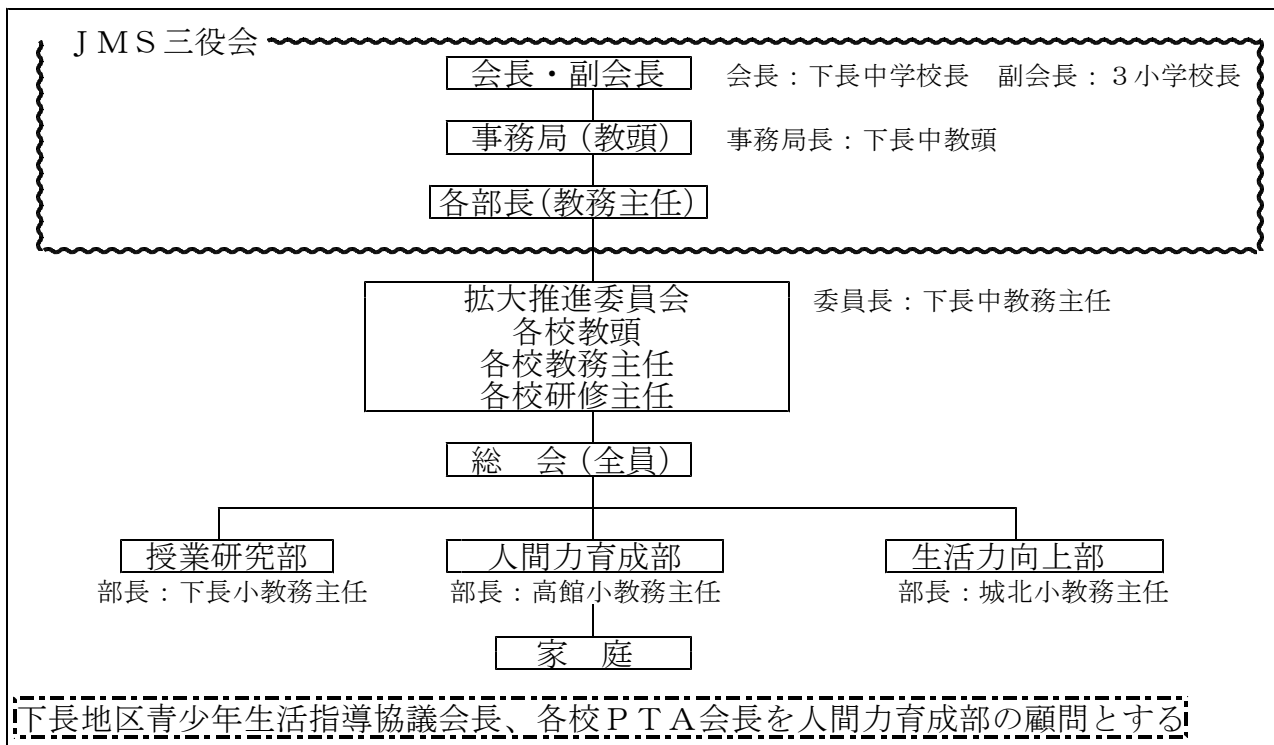 ＪＭＳ三役会
会長・副会長　会長：下長中学校長　副会長：３小学校長
事務局（教頭）　事務局長：下長中教頭
各部長（教務主任）
拡大推進委員会　委員長：下長中教務主任
各校教頭
各校教務主任
各校研修主任
総　会（全員）
授業研究部　人間力育成部　生活力向上部
部長：下長小教務主任　部長：高館小教務主任　部長：城北小教務主任
家　庭
下長地区青少年生活指導協議会長、各校ＰＴＡ会長を人間力育成部の顧問とする